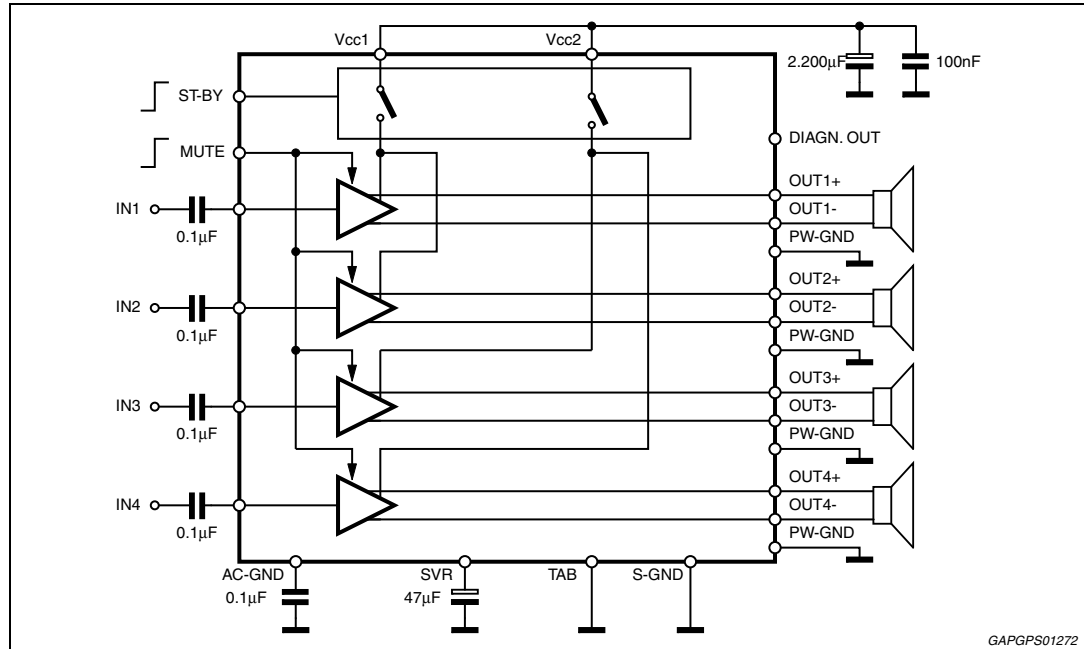 Vcc1
Vcc2
2.200µF
100nF
ST-BY
DIAGN. OUT
MUTE
OUT1+
IN1
OUT1-
0.1µF
PW-GND
OUT2+
IN2
OUT2-
0.1µF
PW-GND
OUT3+
IN3
OUT3-
0.1µF
PW-GND
OUT4+
IN4
OUT4-
0.1µF
PW-GND
AC-GND
SVR
TAB
S-GND
0.1µF
47µF
GAPGPS01272